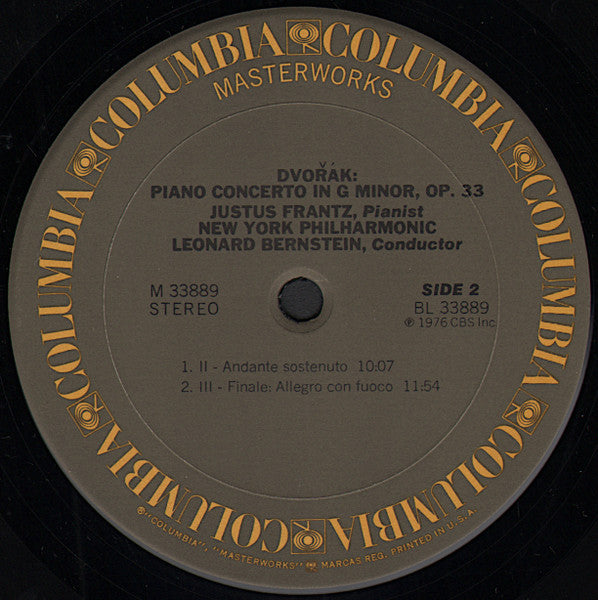 COLUMBIA COLUMBIA COLUMBIA COLUMBIA COLUMBIA COLUMBIA COLUMBIA COLUMBIA
MASTERWORKS
DVOŘÁK:
PIANO CONCERTO IN G MINOR, OP. 33
JUSTUS FRANTZ, Pianist
NEW YORK PHILHARMONIC
LEONARD BERNSTEIN, Conductor
M 33889
STEREO
SIDE 2
BL 33889
℗ 1976 CBS Inc.
1. II - Andante sostenuto 10:07
2. III - Finale: Allegro con fuoco 11:54
®"COLUMBIA", "MASTERWORKS" MARCAS REG. PRINTED IN U.S.A.